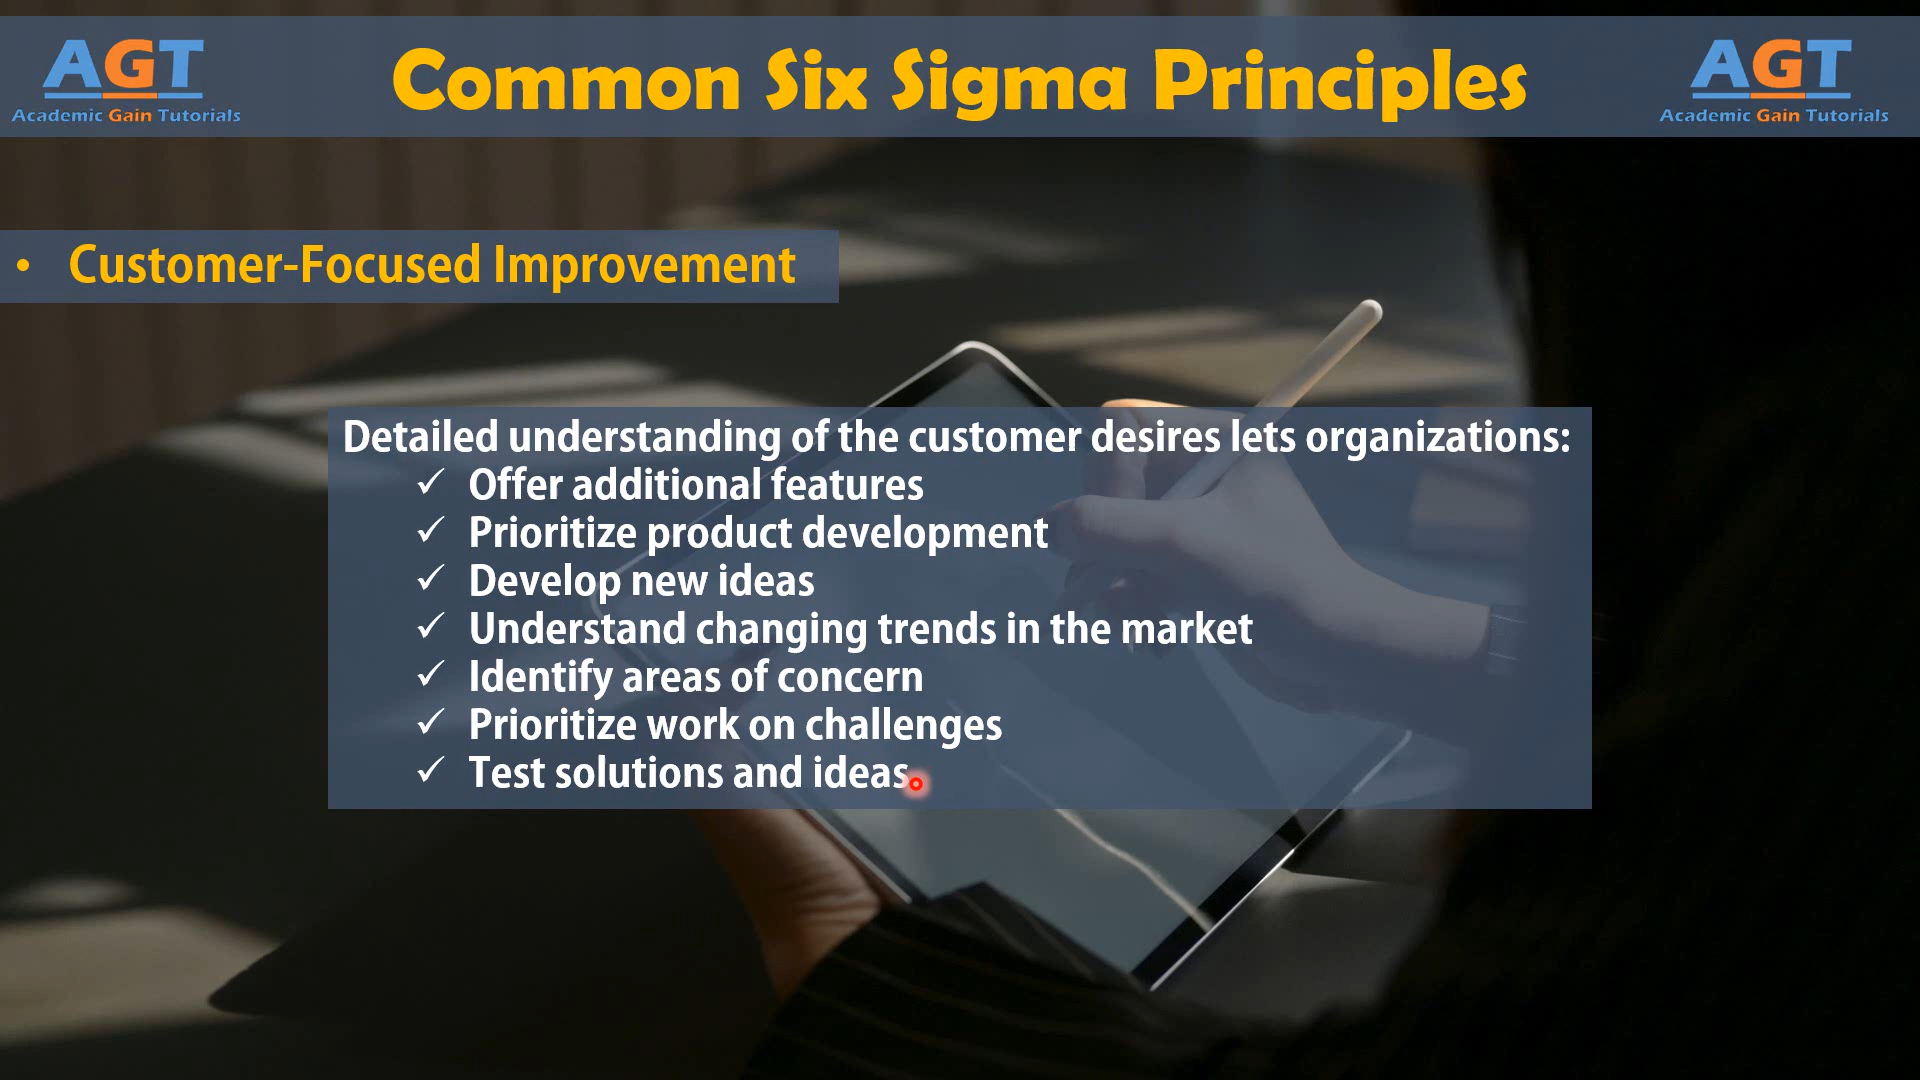 AGT
Academic Gain Tutorials
Common Six Sigma Principles
AGT
Academic Gain Tutorials
• Customer-Focused Improvement
Detailed understanding of the customer desires lets organizations:
✓ Offer additional features
✓ Prioritize product development
✓ Develop new ideas
✓ Understand changing trends in the market
✓ Identify areas of concern
✓ Prioritize work on challenges
✓ Test solutions and ideas